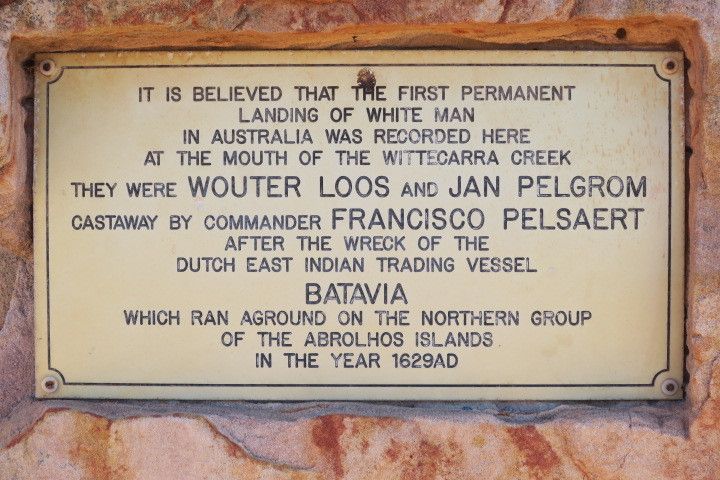 IT IS BELIEVED THAT THE FIRST PERMANENT
LANDING OF WHITE MAN
IN AUSTRALIA WAS RECORDED HERE
AT THE MOUTH OF THE WITTECARRA CREEK
THEY WERE WOUTER LOOS AND JAN PELGROM
CASTAWAY BY COMMANDER FRANCISCO PELSAERT
AFTER THE WRECK OF THE
DUTCH EAST INDIAN TRADING VESSEL
BATAVIA
WHICH RAN AGROUND ON THE NORTHERN GROUP
OF THE ABROLHOS ISLANDS
IN THE YEAR 1629AD